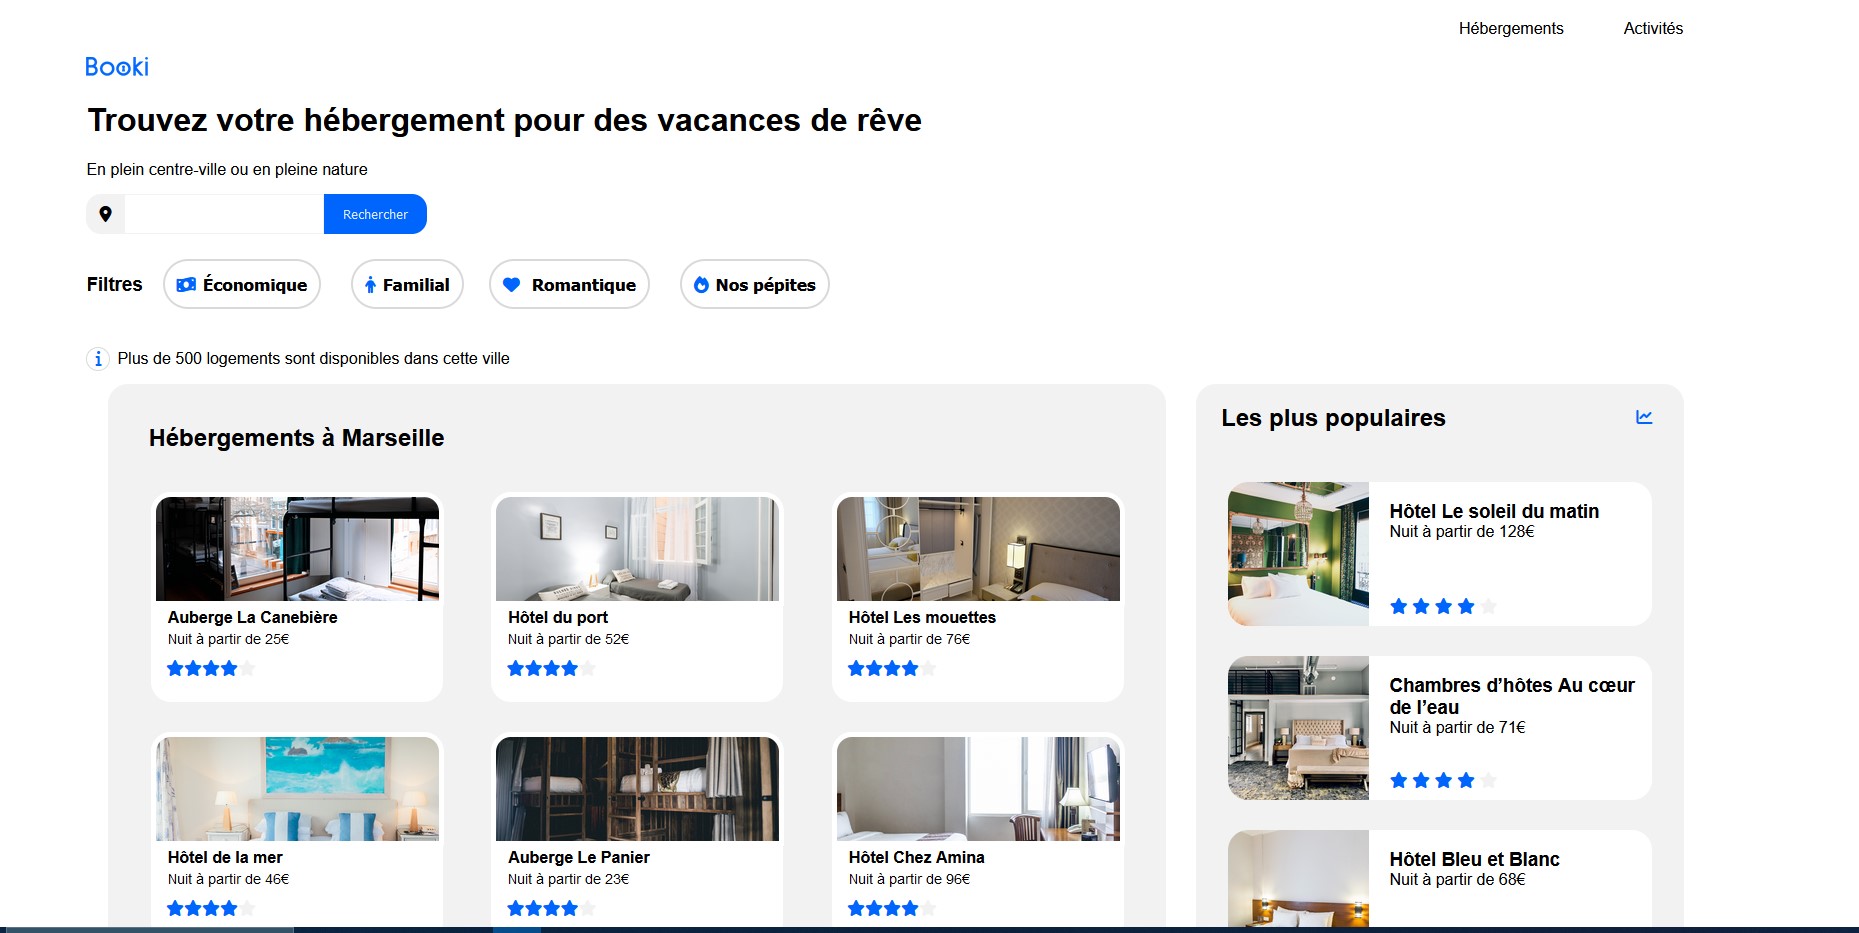 Hébergements
Activités
Booki
Trouvez votre hébergement pour des vacances de rêve
En plein centre-ville ou en pleine nature
Rechercher
Filtres
Économique
Familial
Romantique
Nos pépites
Plus de 500 logements sont disponibles dans cette ville
Hébergements à Marseille
Auberge La Canebière
Nuit à partir de 25€
Hôtel du port
Nuit à partir de 52€
Hôtel Les mouettes
Nuit à partir de 76€
Hôtel de la mer
Nuit à partir de 46€
Auberge Le Panier
Nuit à partir de 23€
Hôtel Chez Amina
Nuit à partir de 96€
Les plus populaires
Hôtel Le soleil du matin
Nuit à partir de 128€
Chambres d’hôtes Au cœur
de l’eau
Nuit à partir de 71€
Hôtel Bleu et Blanc
Nuit à partir de 68€